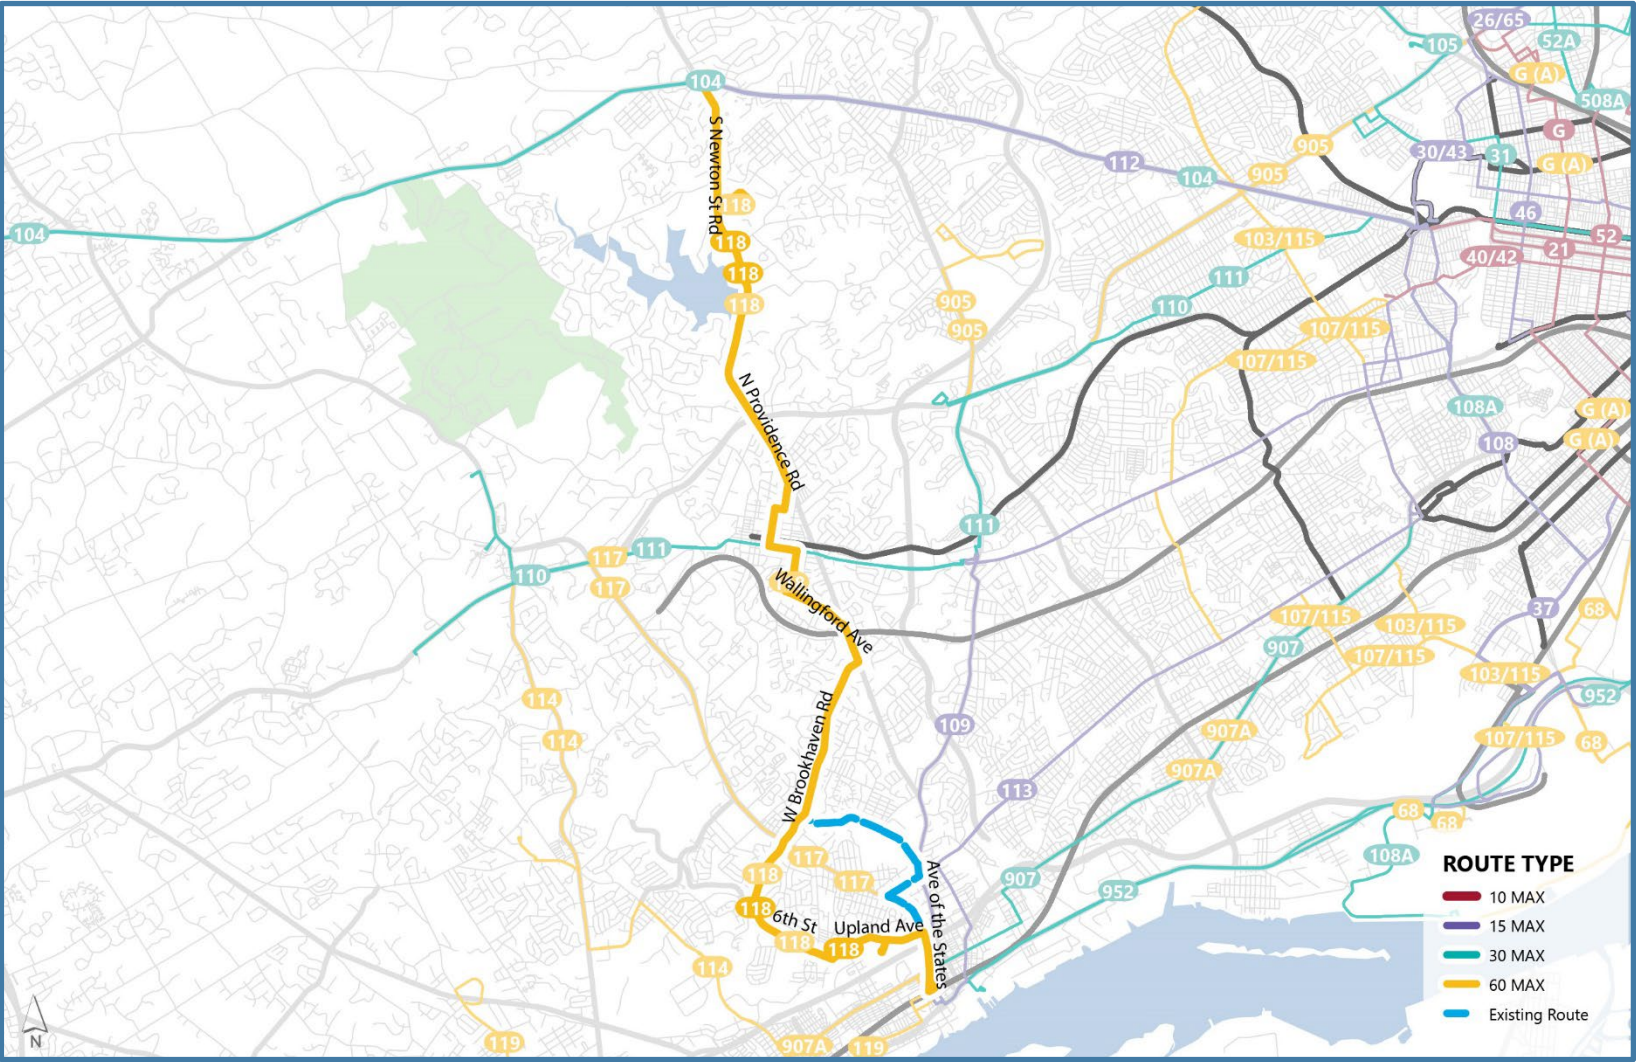 26/65
105
52A
G (A)
104
508A
G
S Newton St Rd
905
30/43
31
G (A)
112
905
104
118
46
104
118
103/115
52
21
40/42
118
111
905
118
110
905
107/115
107/115
N Providence Rd
108A
G (A)
G (A)
108
111
117
111
110
117
Wallingford Ave
37
68
107/115
103/115
907
107/115
103/115
952
114
W Brookhaven Rd
109
907A
107/115
114
68
907A
113
68
68
117
108A
118
117
907
952
Ave of the States
118
6th St
Upland Ave
118
118
114
119
907A
119
N
ROUTE TYPE
10 MAX
15 MAX
30 MAX
60 MAX
Existing Route